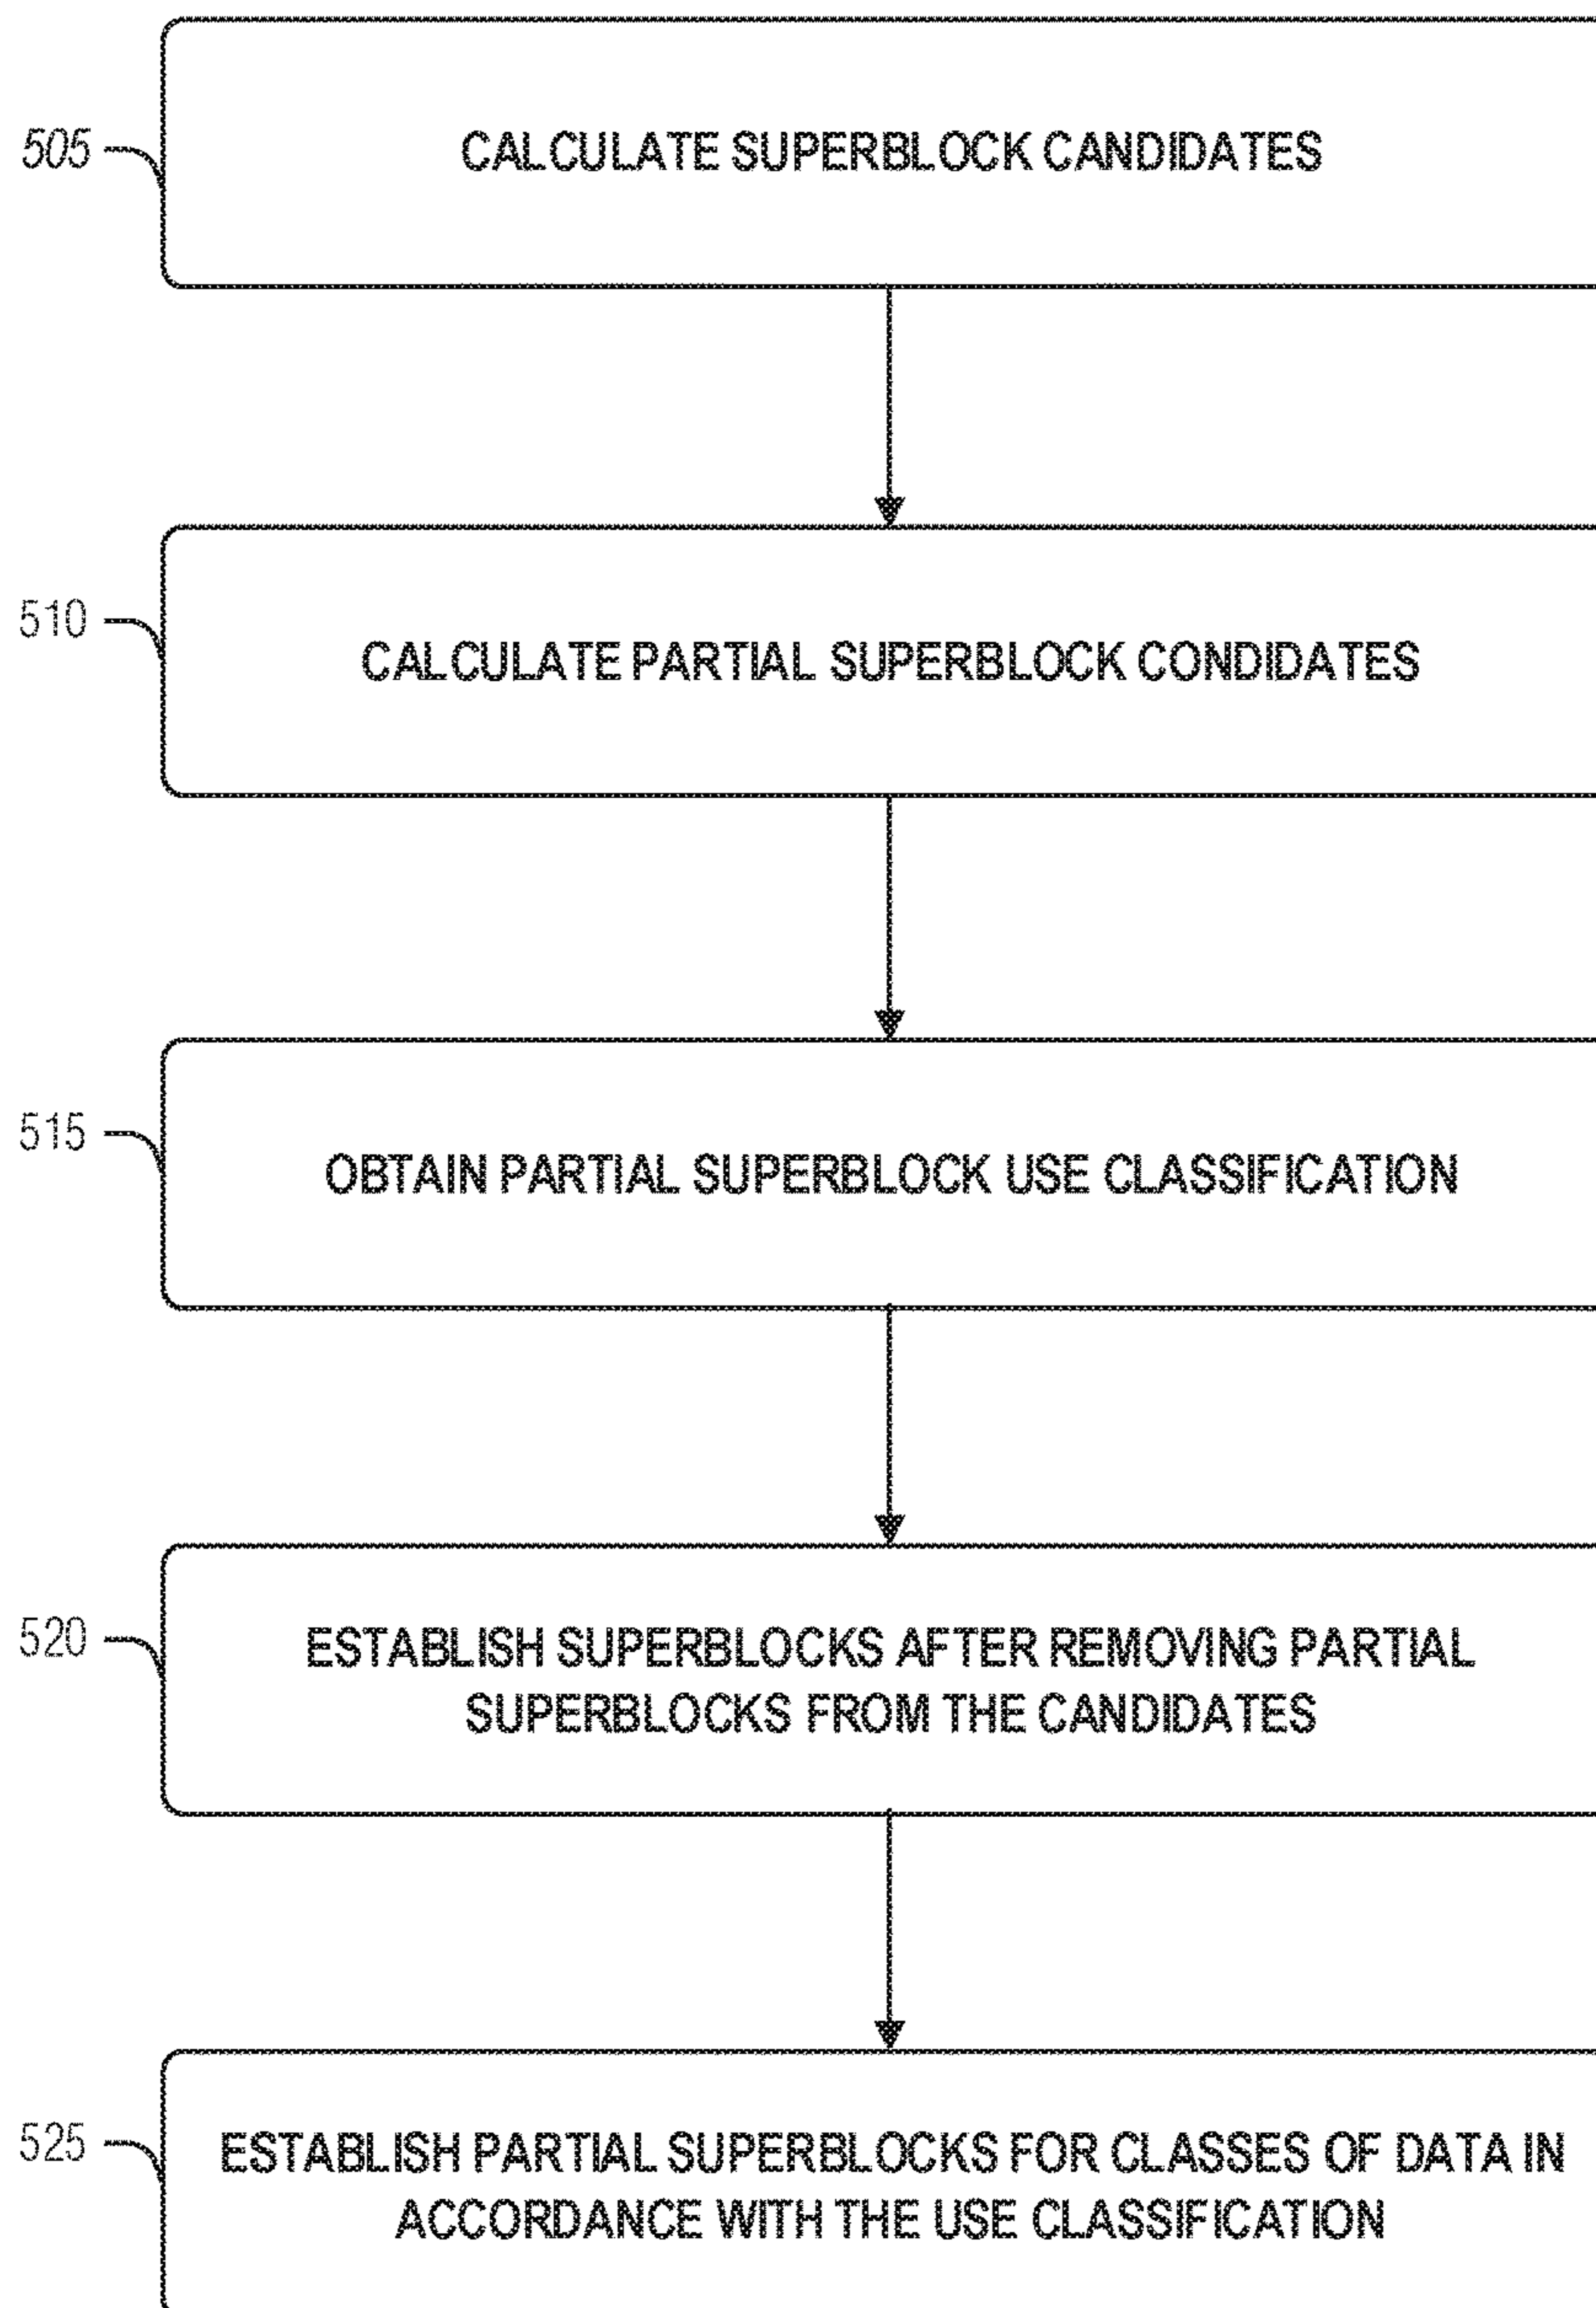 505
CALCULATE SUPERBLOCK CANDIDATES
510
CALCULATE PARTIAL SUPERBLOCK CONDIDATES
515
OBTAIN PARTIAL SUPERBLOCK USE CLASSIFICATION
520
ESTABLISH SUPERBLOCKS AFTER REMOVING PARTIAL
SUPERBLOCKS FROM THE CANDIDATES
525
ESTABLISH PARTIAL SUPERBLOCKS FOR CLASSES OF DATA IN
ACCORDANCE WITH THE USE CLASSIFICATION